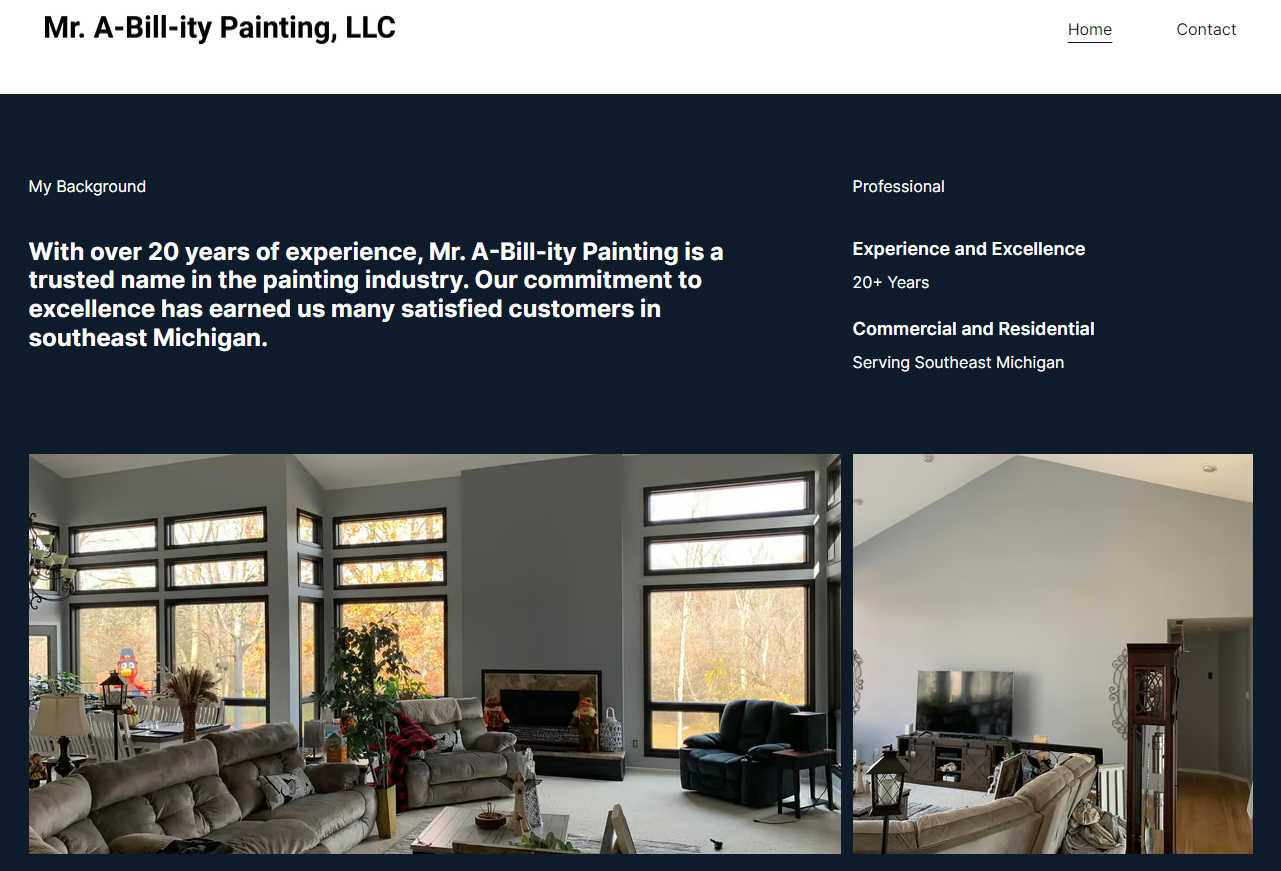 Mr. A-Bill-ity Painting, LLC
Home
Contact
My Background
With over 20 years of experience, Mr. A-Bill-ity Painting is a
trusted name in the painting industry. Our commitment to
excellence has earned us many satisfied customers in
southeast Michigan.
Professional
Experience and Excellence
20+ Years
Commercial and Residential
Serving Southeast Michigan